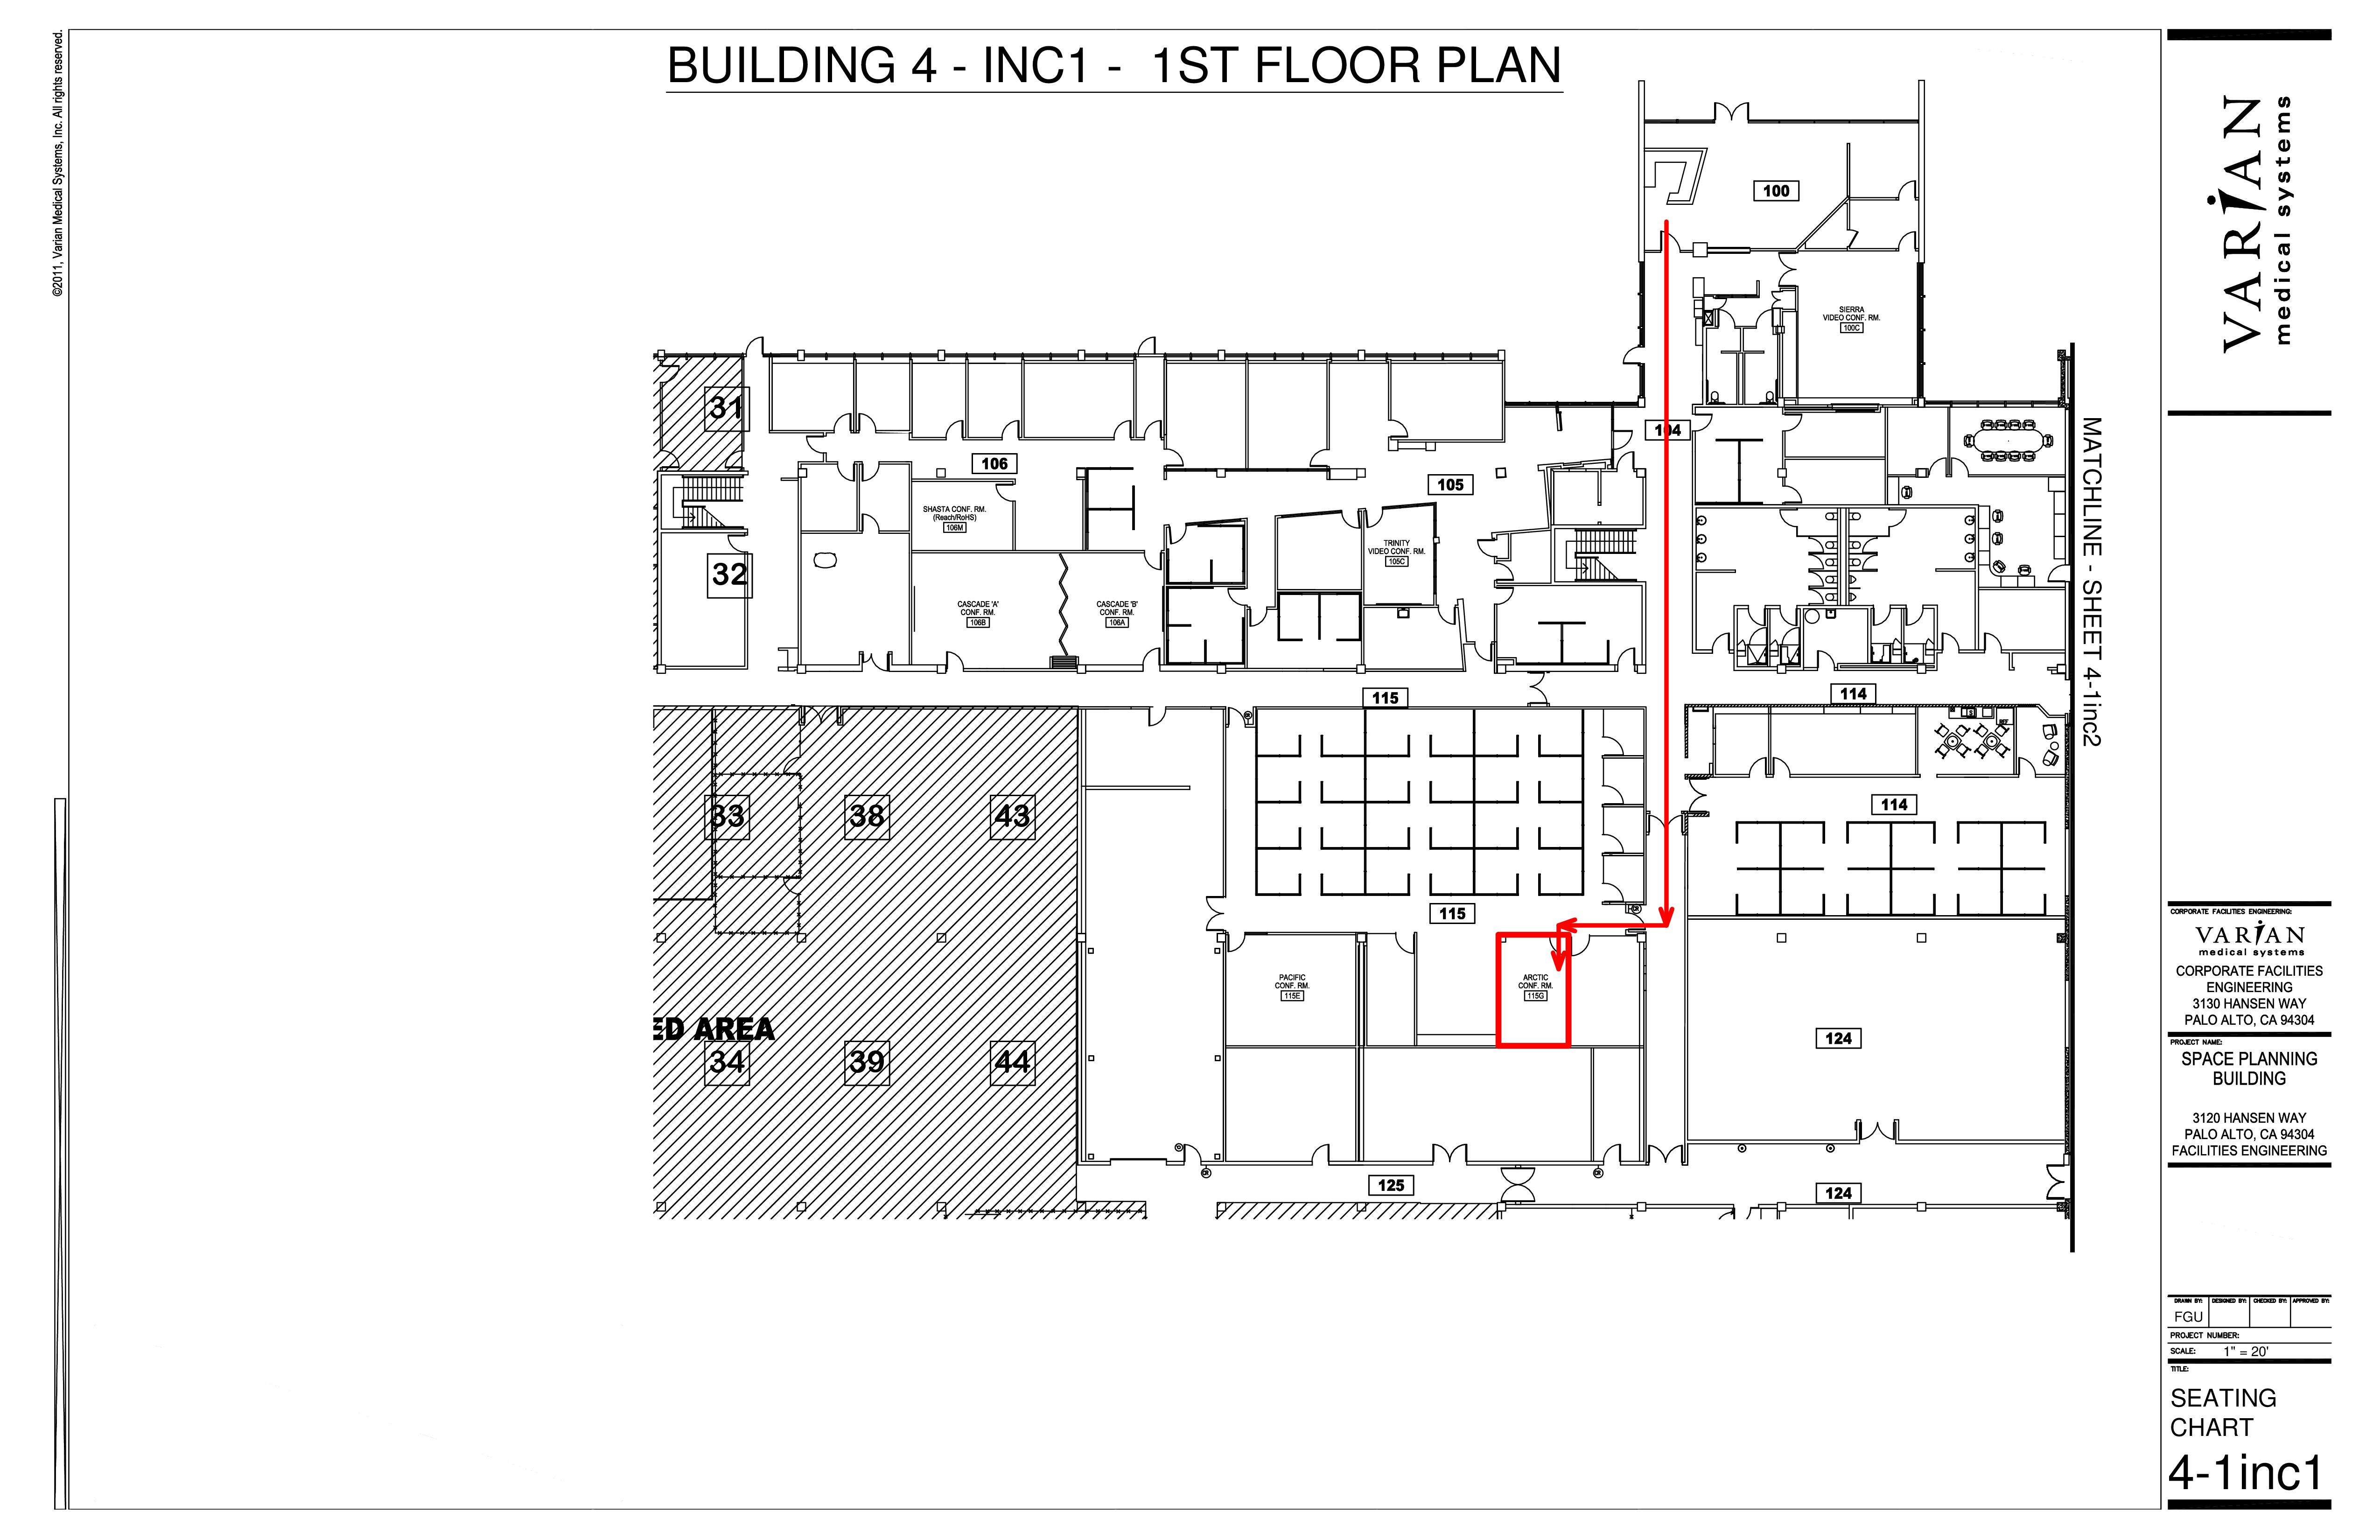 ©2011, Varian Medical Systems, Inc. All rights reserved.
BUILDING 4 - INC1 - 1ST FLOOR PLAN
100
SIERRA
VIDEO CONF. RM.
100C
31
104
106
105
SHASTA CONF. RM.
(Reach/RoHS)
106M
TRINITY
VIDEO CONF. RM.
105C
32
CASCADE 'A'
CONF. RM.
106B
CASCADE 'B'
CONF. RM.
106A
115
114
MATCHLINE - SHEET 4-1inc2
33
38
43
114
115
PACIFIC
CONF. RM.
115E
ARCTIC
CONF. RM.
115G
ED AREA
34
39
44
124
125
124
VARIAN
medical systems
CORPORATE FACILITIES ENGINEERING:
VARIAN
medical systems
CORPORATE FACILITIES
ENGINEERING
3130 HANSEN WAY
PALO ALTO, CA 94304
PROJECT NAME:
SPACE PLANNING
BUILDING
3120 HANSEN WAY
PALO ALTO, CA 94304
FACILITIES ENGINEERING
DRAWN BY: DESIGNED BY: CHECKED BY: APPROVED BY:
FGU
PROJECT NUMBER:
SCALE: 1" = 20'
TITLE:
SEATING
CHART
4-1inc1